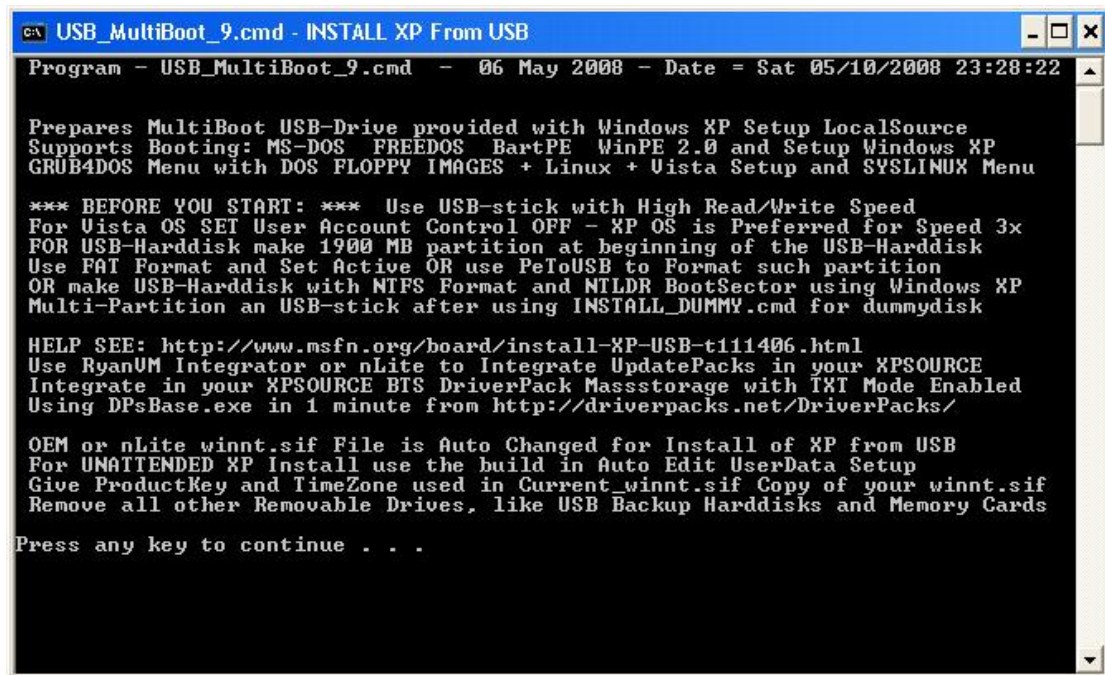 USB_MultiBoot_9.cmd - INSTALL XP From USB
Program - USB_MultiBoot_9.cmd - 06 May 2008 - Date = Sat 05/10/2008 23:28:22
Prepares MultiBoot USB-Drive provided with Windows XP Setup LocalSource
Supports Booting: MS-DOS FREEDOS BartPE WinPE 2.0 and Setup Windows XP
GRUB4DOS Menu with DOS FLOPPY IMAGES + Linux + Vista Setup and SYSLINUX Menu
*** BEFORE YOU START: *** Use USB-stick with High Read/Write Speed
For Vista OS SET User Account Control OFF - XP OS is Preferred for Speed 3x
FOR USB-Harddisk make 1900 MB partition at beginning of the USB-Harddisk
Use FAT Format and Set Active OR use PeToUSB to Format such partition
OR make USB-Harddisk with NTFS Format and NTLDR BootSector using Windows XP
Multi-Partition an USB-stick after using INSTALL_DUMMY.cmd for dummydisk
HELP SEE: http://www.msfn.org/board/install-XP-USB-t111406.html
Use RyanVM Integrator or nLite to Integrate UpdatePacks in your XPSOURCE
Integrate in your XPSOURCE BTS DriverPack Massstorage with TXT Mode Enabled
Using DPsBase.exe in 1 minute from http://driverpacks.net/DriverPacks/
OEM or nLite winnt.sif File is Auto Changed for Install of XP from USB
For UNATTENDED XP Install use the build in Auto Edit UserData Setup
Give ProductKey and TimeZone used in Current_winnt.sif Copy of your winnt.sif
Remove all other Removable Drives, like USB Backup Harddisks and Memory Cards
Press any key to continue . . .